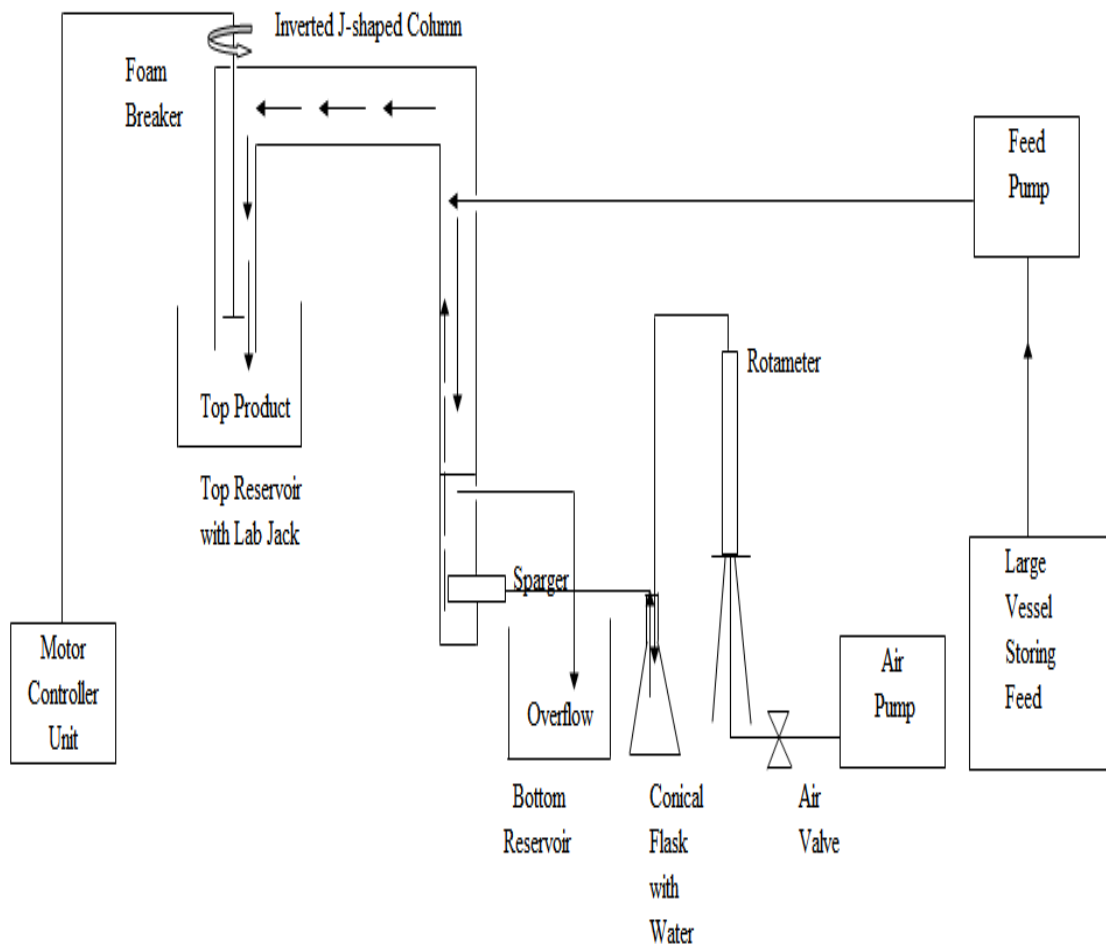 Inverted J-shaped Column
Foam
Breaker
Feed
Pump
Rotameter
Top Product
Top Reservoir
with Lab Jack
Sparger
Large
Vessel
Storing
Feed
Motor
Controller
Unit
Air
Pump
Overflow
Bottom
Reservoir
Conical
Flask
with
Water
Air
Valve